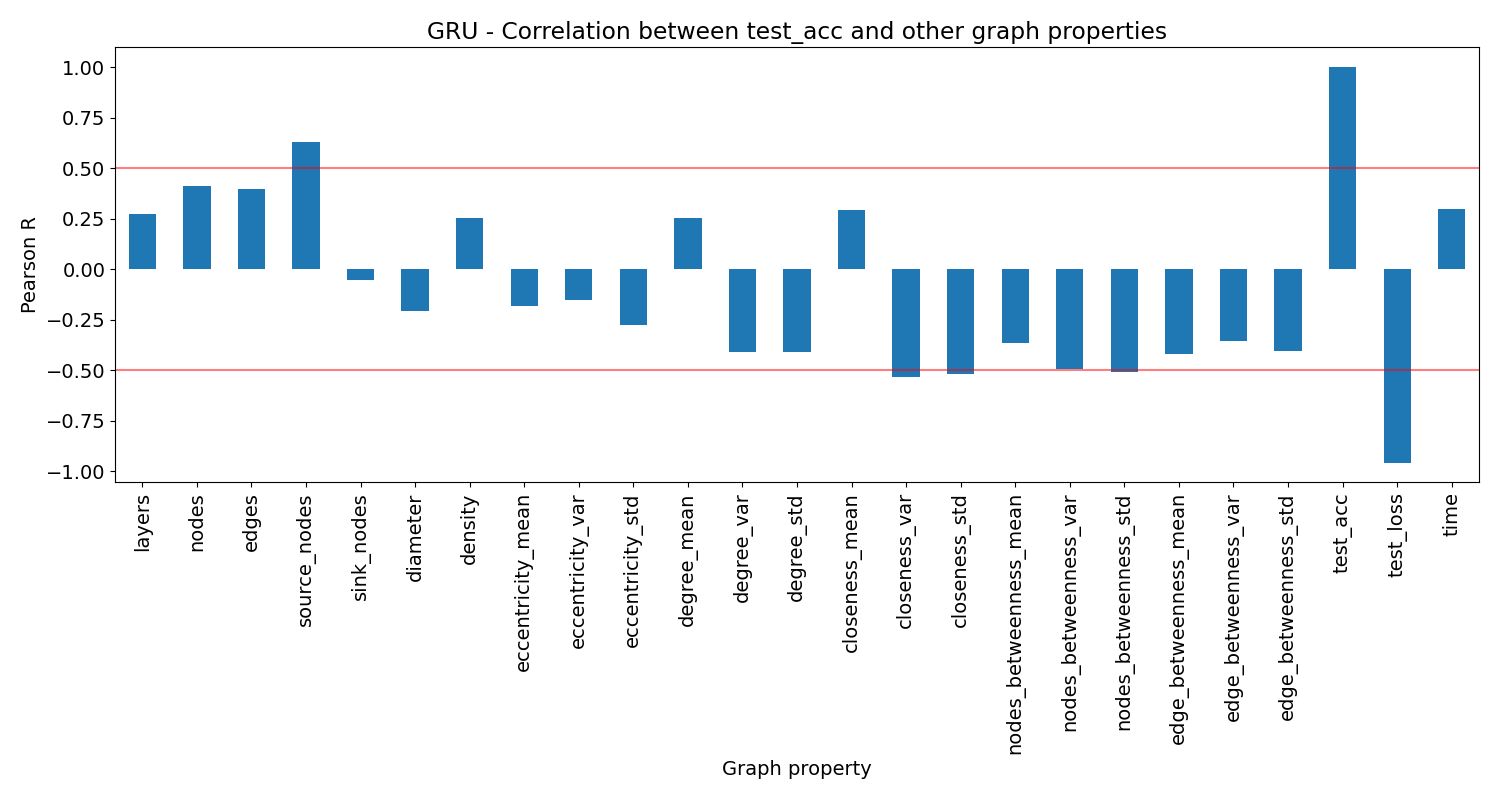 GRU - Correlation between test_acc and other graph properties
1.00
0.75
0.50
0.25
0.00
−0.25
−0.50
−0.75
−1.00
Pearson R
layers
nodes
edges
source_nodes
sink_nodes
diameter
density
eccentricity_mean
eccentricity_var
eccentricity_std
degree_mean
degree_var
degree_std
closeness_mean
closeness_var
closeness_std
nodes_betweenness_mean
nodes_betweenness_var
nodes_betweenness_std
edge_betweenness_mean
edge_betweenness_var
edge_betweenness_std
test_acc
test_loss
time
Graph property